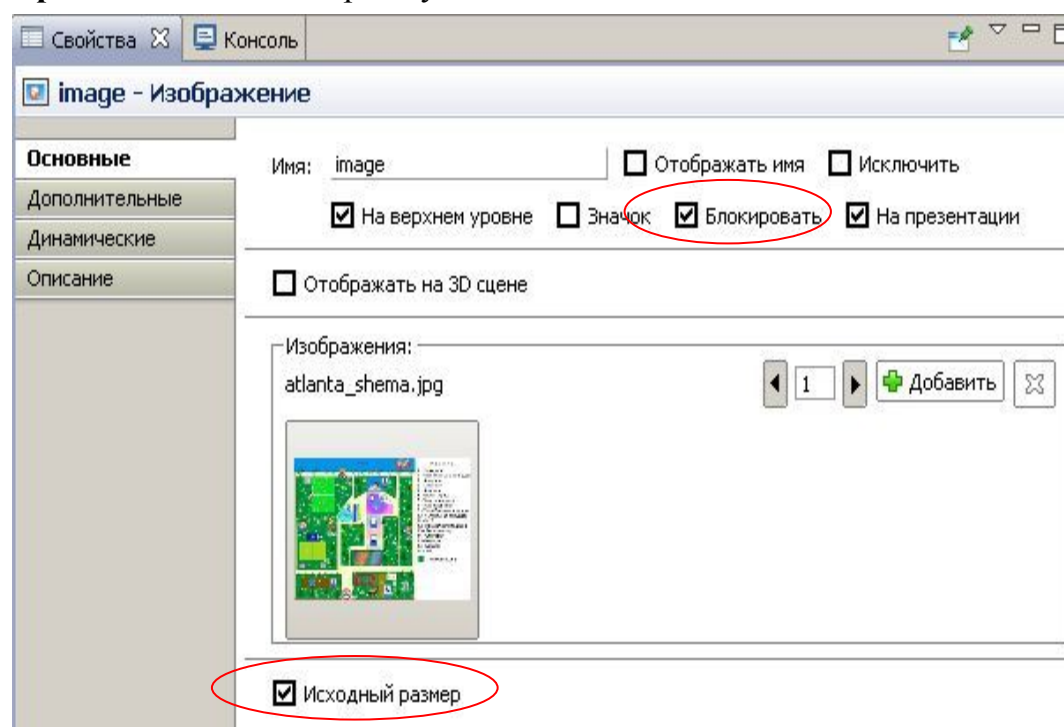 Свойства Консоль
image - Изображение
Основные
Дополнительные
Динамические
Описание
Имя: image Отображать имя Исключить
На верхнем уровне Значок Блокировать На презентации
Отображать на 3D сцене
Изображения:
atlanta_shema.jpg 1 Добавить
Исходный размер